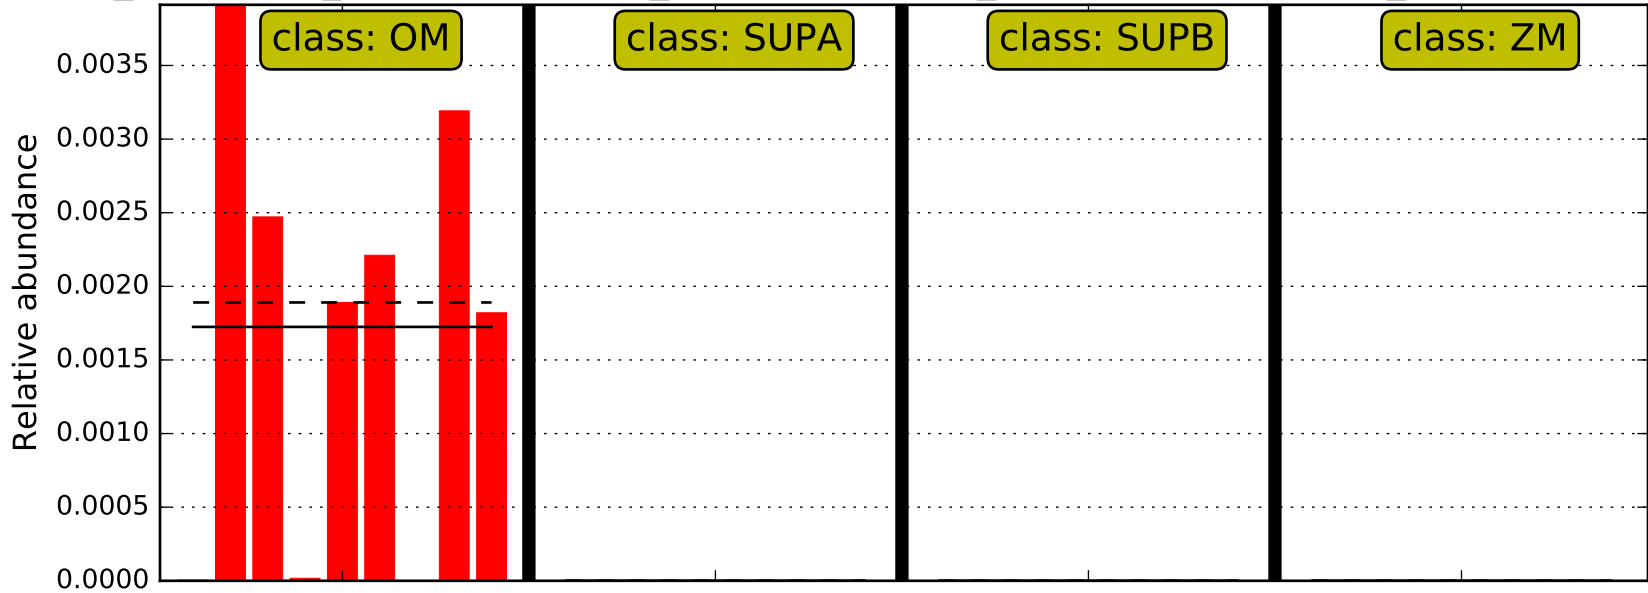 class: OM
class: SUPA
class: SUPB
class: ZM
Relative abundance
0.0035
0.0030
0.0025
0.0020
0.0015
0.0010
0.0005
0.0000